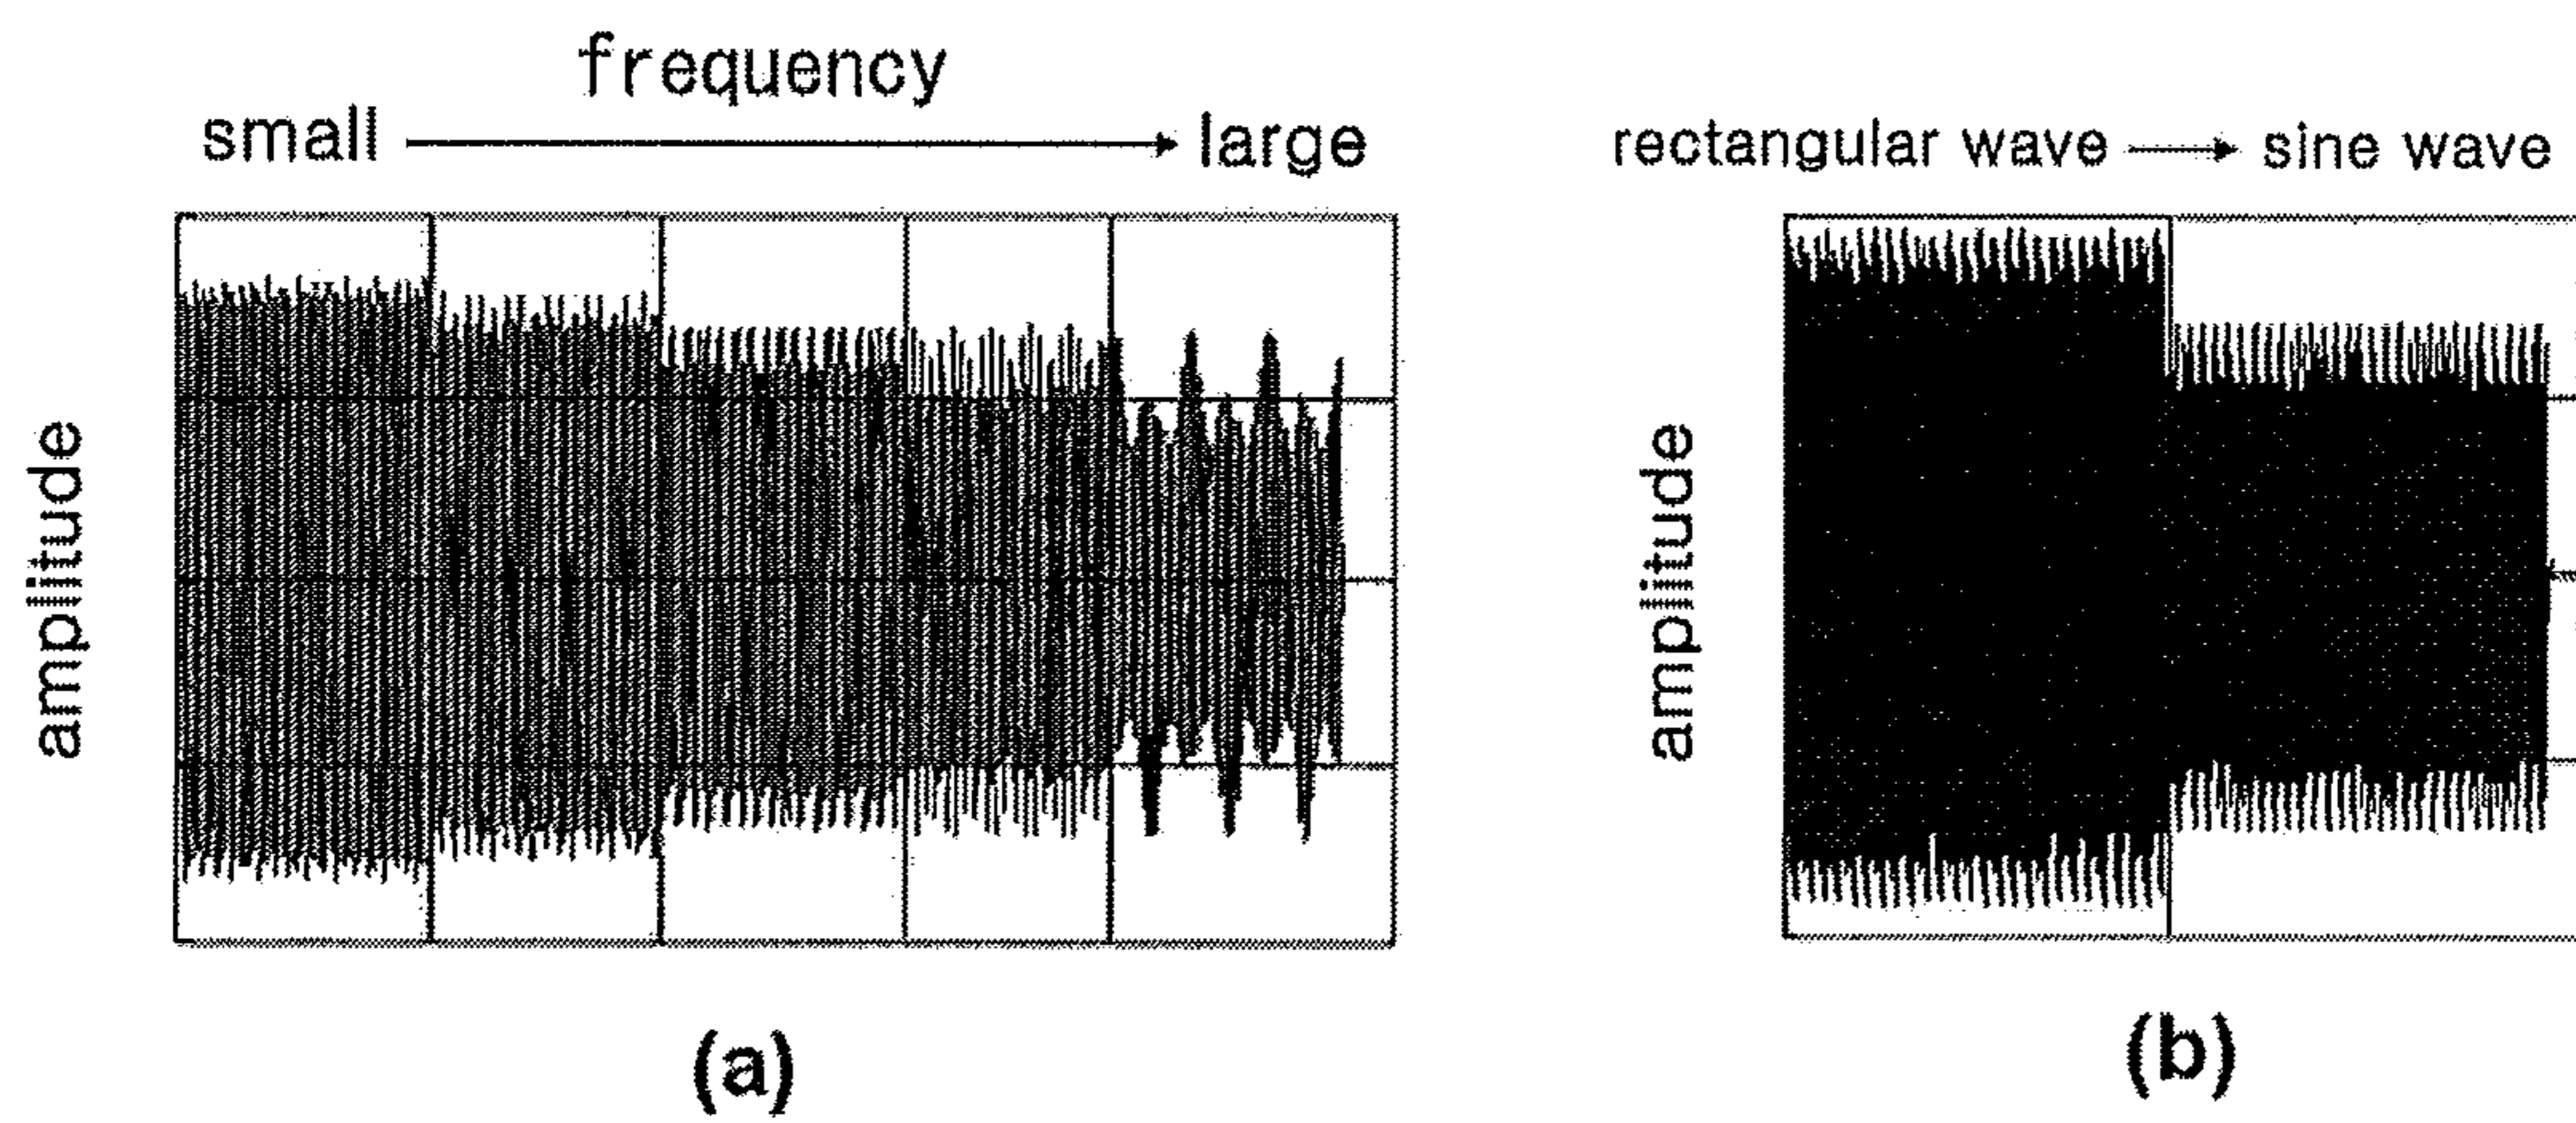 frequency
small → large
amplitude
(a)
rectangular wave → sine wave
amplitude
(b)